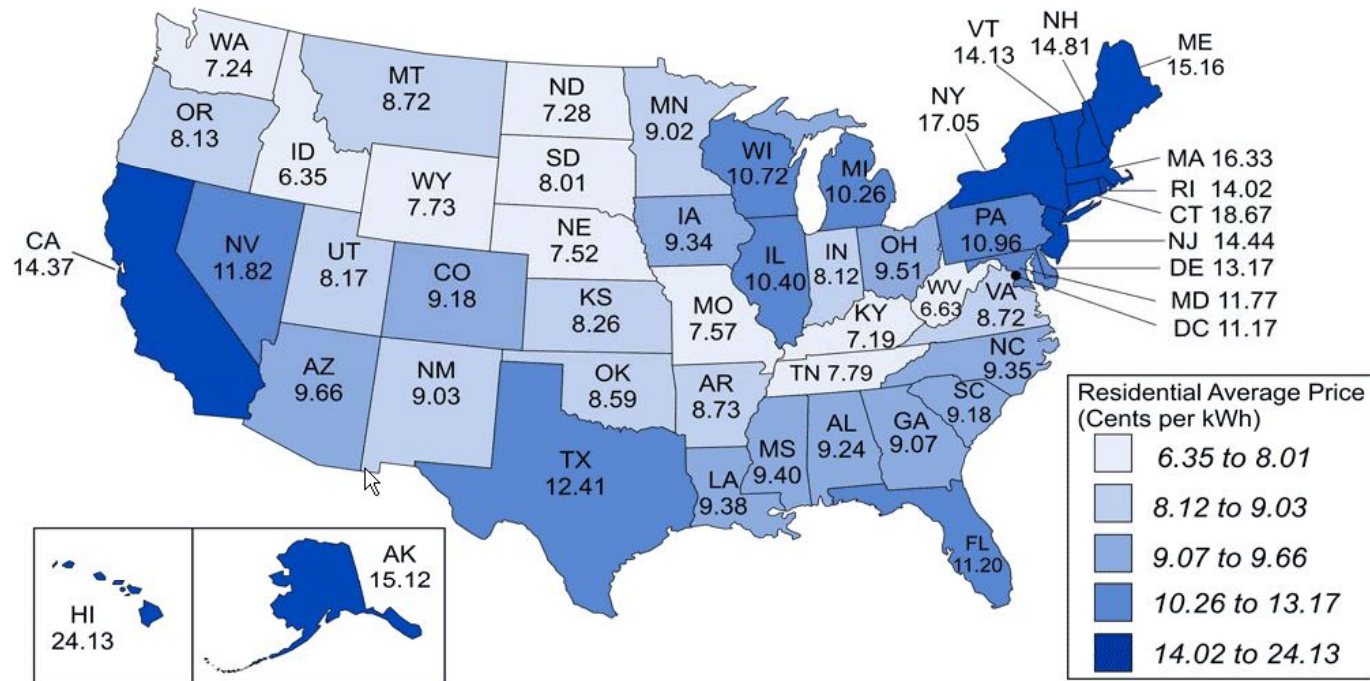 WA
7.24
MT
8.72
ND
7.28
MN
9.02
VT
14.13
NH
14.81
ME
15.16
OR
8.13
ID
6.35
WY
7.73
SD
8.01
WI
10.72
MI
10.26
NY
17.05
MA 16.33
RI 14.02
CT 18.67
NJ 14.44
DE 13.17
MD 11.77
DC 11.17
CA
14.37
NV
11.82
UT
8.17
CO
9.18
NE
7.52
IA
9.34
IL
10.40
IN
8.12
OH
9.51
PA
10.96
KS
8.26
MO
7.57
KY
7.19
WV
6.63
VA
8.72
AZ
9.66
NM
9.03
OK
8.59
AR
8.73
TN 7.79
NC
9.35
SC
9.18
TX
12.41
LA
9.38
MS
9.40
AL
9.24
GA
9.07
FL
11.20
HI
24.13
AK
15.12
Residential Average Price
(Cents per kWh)
6.35 to 8.01
8.12 to 9.03
9.07 to 9.66
10.26 to 13.17
14.02 to 24.13